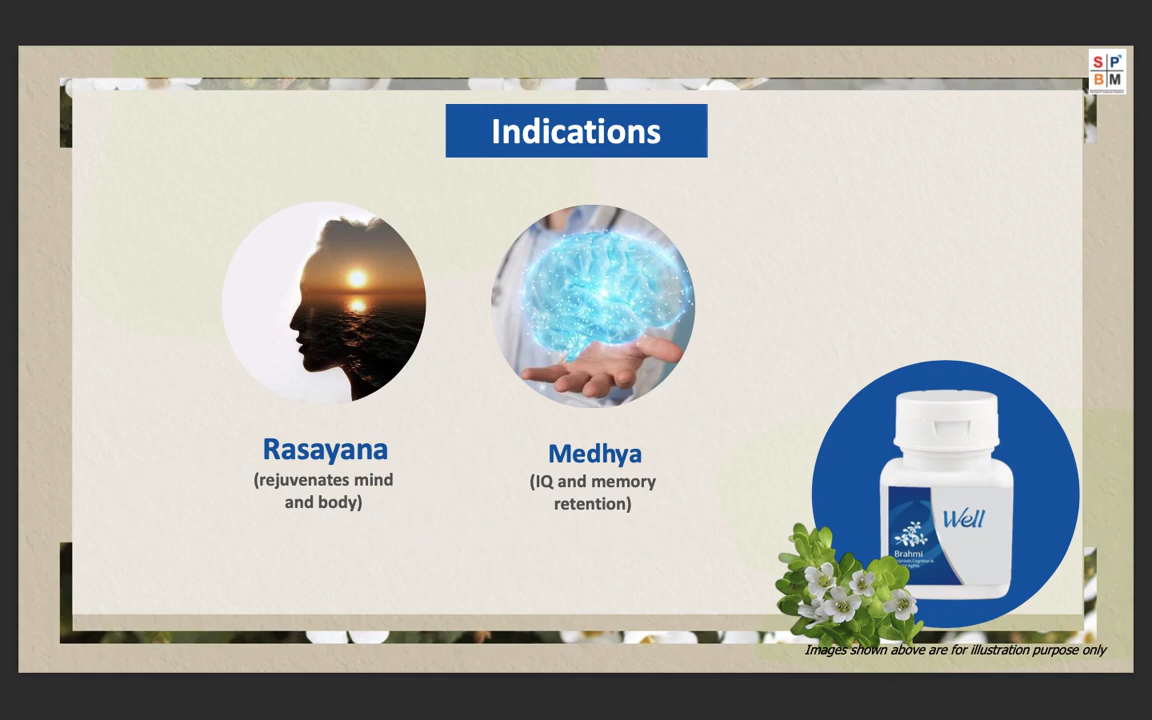 S P
B M
Indications
Rasayana
(rejuvenates mind
and body)
Medhya
(IQ and memory
retention)
Well
Brahmi
Images shown above are for illustration purpose only